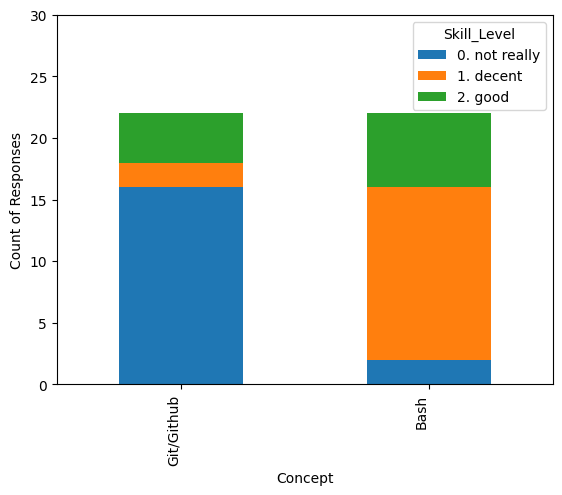 30
25
20
15
10
5
0
Count of Responses
Skill_Level
0. not really
1. decent
2. good
Git/Github
Bash
Concept